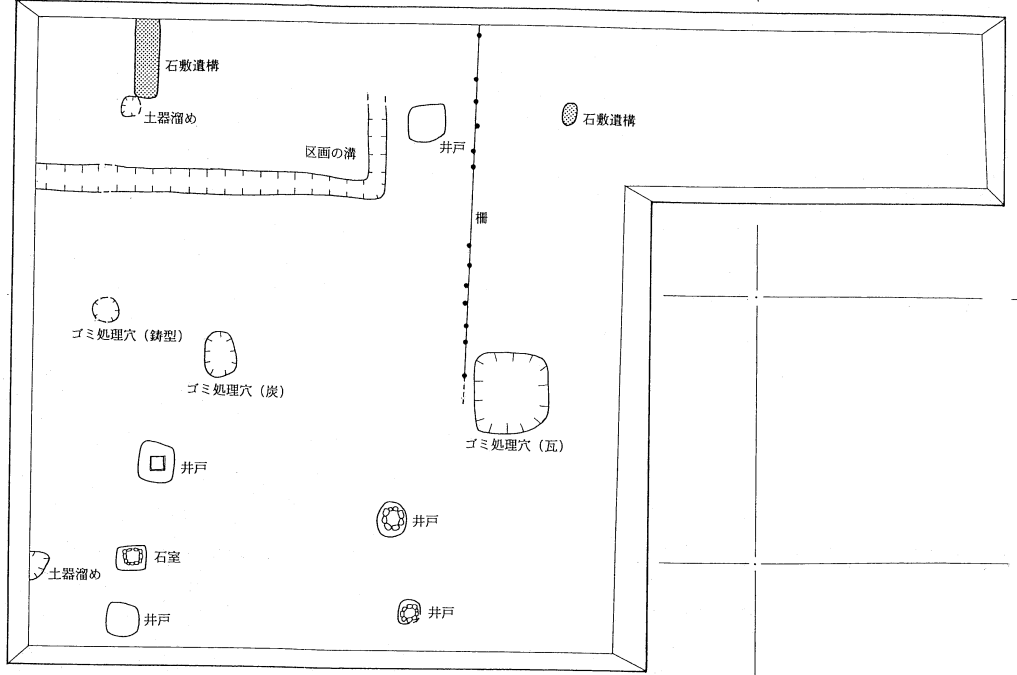 石敷遺構
土器溜め
石敷遺構
井戸
区画の溝
柵
ゴミ処理穴（鋳型）
ゴミ処理穴（炭）
ゴミ処理穴（瓦）
井戸
井戸
石室
土器溜め
井戸
井戸